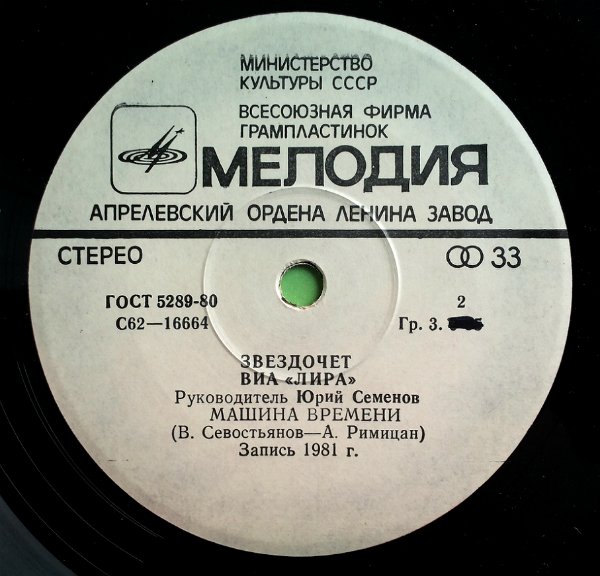 МИНИСТЕРСТВО
КУЛЬТУРЫ СССР
ВСЕСОЮЗНАЯ ФИРМА
ГРАМПЛАСТИНОК
МЕЛОДИЯ
АПРЕЛЕВСКИЙ ОРДЕНА ЛЕНИНА ЗАВОД
СТЕРЕО 33
ГОСТ 5289-80 2
С62—16664 Гр. 3.
ЗВЕЗДОЧЕТ
ВИА «ЛИРА»
Руководитель Юрий Семенов
МАШИНА ВРЕМЕНИ
(В. Севостьянов—А. Римицан)
Запись 1981 г.